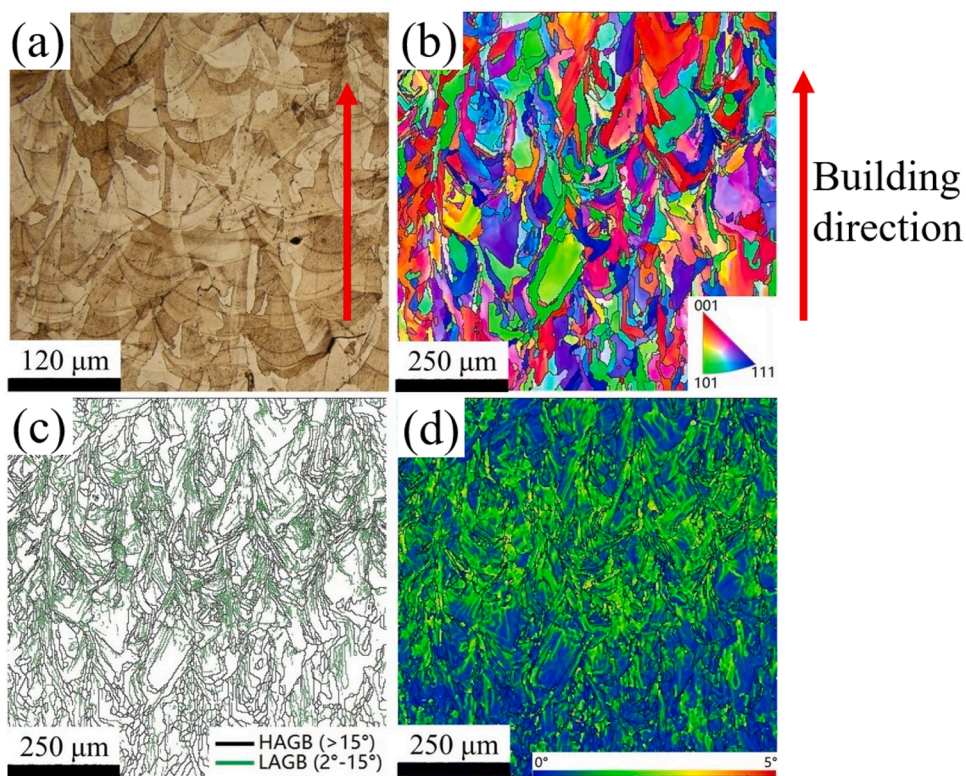 (a)
120 μm
(b)
001
101
111
250 μm
Building
direction
(c)
250 μm
HAGB (>15°)
LAGB (2°-15°)
(d)
250 μm
0°
5°